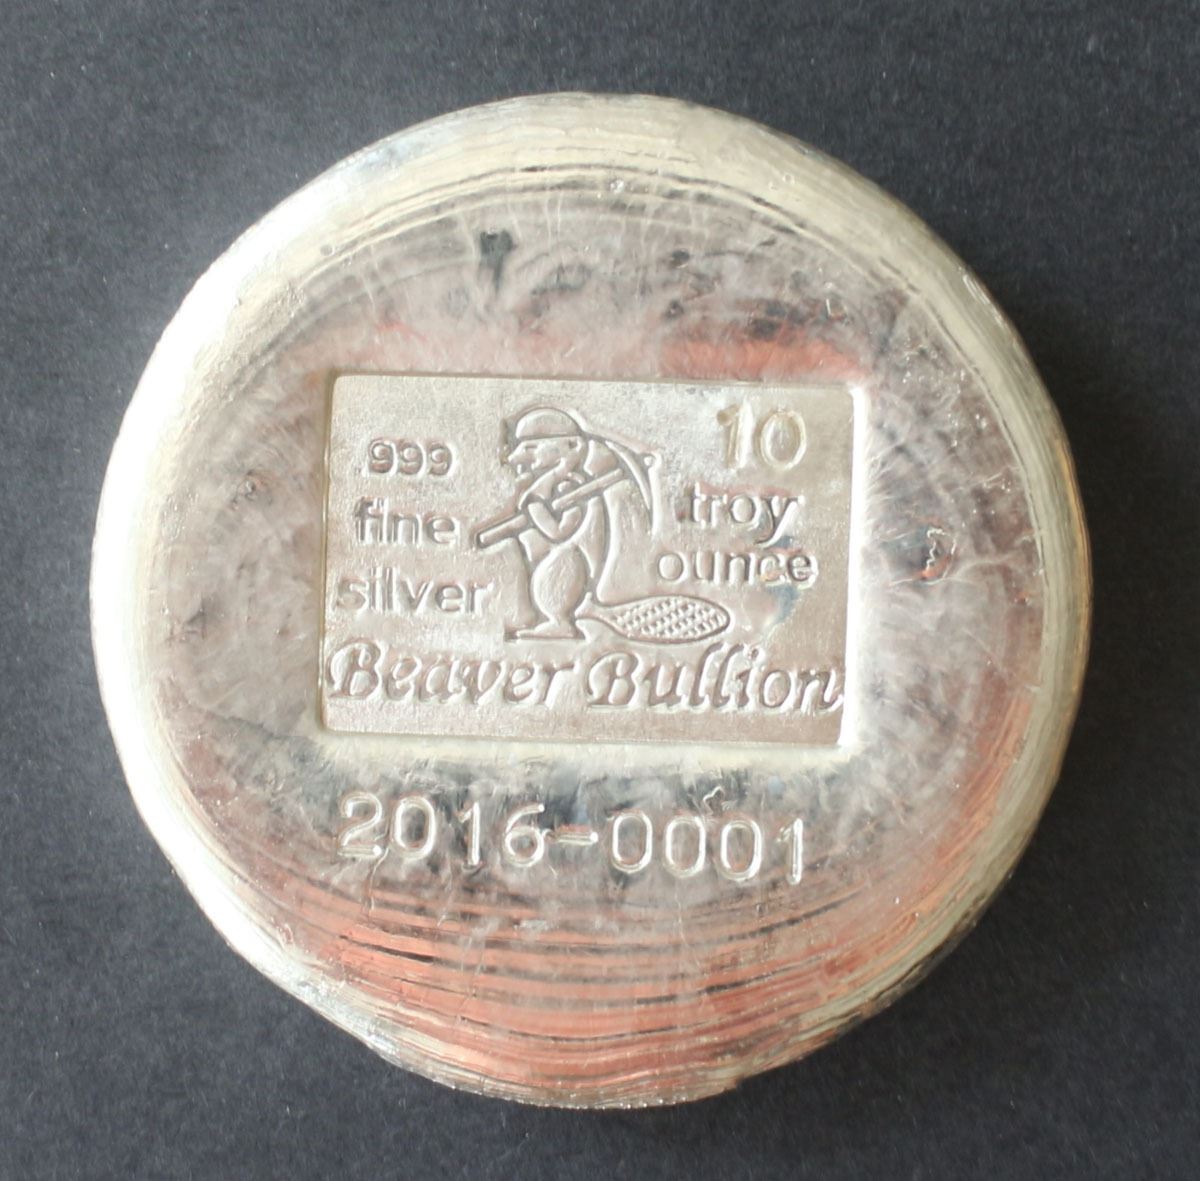 999
fine
silver
10
troy
ounce
Beaver Bullion
2016-0001